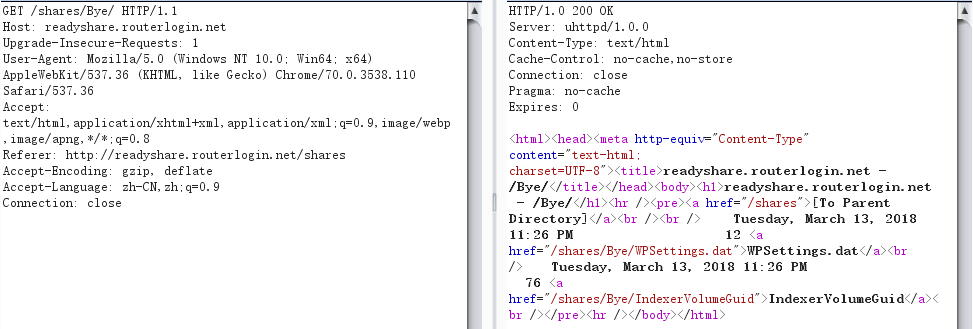 GET /shares/Bye/ HTTP/1.1
Host: readyshare.routerlogin.net
Upgrade-Insecure-Requests: 1
User-Agent: Mozilla/5.0 (Windows NT 10.0; Win64; x64)
AppleWebKit/537.36 (KHTML, like Gecko) Chrome/70.0.3538.110
Safari/537.36
Accept:
text/html,application/xhtml+xml,application/xml;q=0.9,image/webp
,image/apng,*/*;q=0.8
Referer: http://readyshare.routerlogin.net/shares
Accept-Encoding: gzip, deflate
Accept-Language: zh-CN,zh;q=0.9
Connection: close
HTTP/1.0 200 OK
Server: uhttpd/1.0.0
Content-Type: text/html
Cache-Control: no-cache,no-store
Connection: close
Pragma: no-cache
Expires: 0
<html><head><meta http-equiv="Content-Type"
content="text-html;
charset=UTF-8"><title>readyshare.routerlogin.net -
/Bye/</title></head><body><h1>readyshare.routerlogin.net
- /Bye/</h1><hr /><pre><a href="/shares">[To Parent
Directory]</a><br /><br />    Tuesday, March 13, 2018
11:26 PM                    12 <a
href="/shares/Bye/WPSettings.dat">WPSettings.dat</a><br
/>    Tuesday, March 13, 2018 11:26 PM
76 <a
href="/shares/Bye/IndexerVolumeGuid">IndexerVolumeGuid</a><
br /></pre><hr /></body></html>